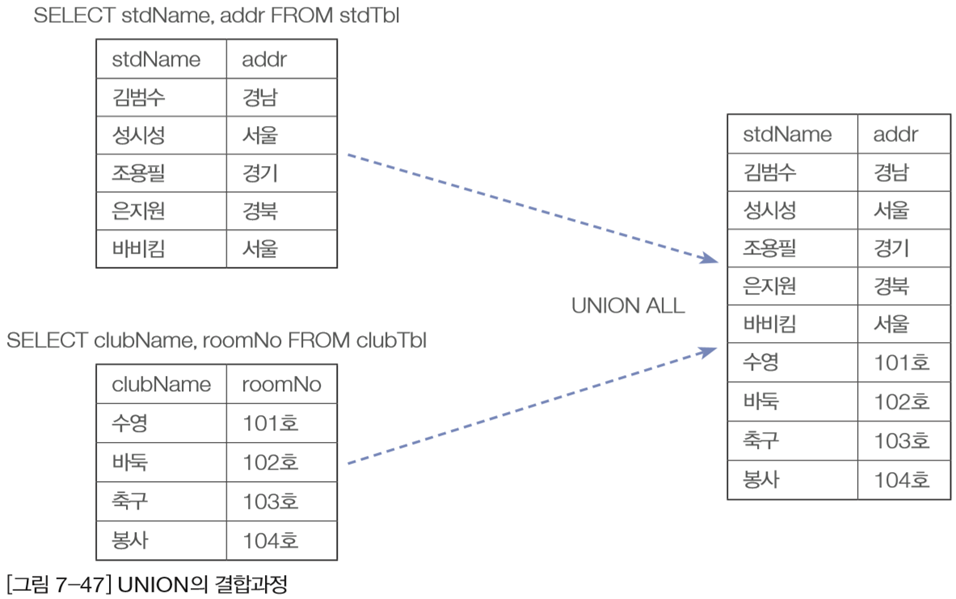 SELECT stdName, addr FROM stdTbl
stdName addr
김범수 경남
성시성 서울
조용필 경기
은지원 경북
바비킴 서울
SELECT clubName, roomNo FROM clubTbl
clubName roomNo
수영 101호
바둑 102호
축구 103호
봉사 104호
UNION ALL
stdName addr
김범수 경남
성시성 서울
조용필 경기
은지원 경북
바비킴 서울
수영 101호
바둑 102호
축구 103호
봉사 104호
[그림 7-47] UNION의 결합과정